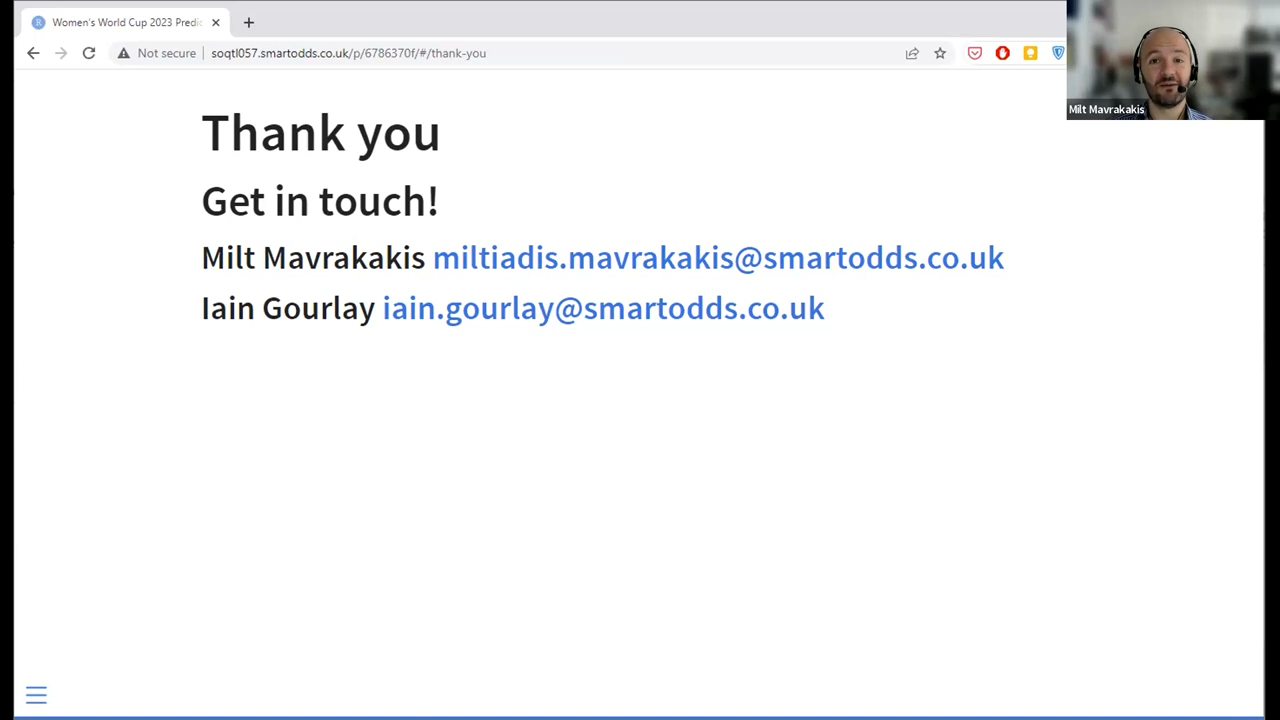 Women's World Cup 2023 Predic
Not secure
soqtl057.smartodds.co.uk/p/6786370f/#/thank-you
Milt Mavrakakis
Thank you
Get in touch!
Milt Mavrakakis miltiadis.mavrakakis@smartodds.co.uk
Iain Gourlay iain.gourlay@smartodds.co.uk